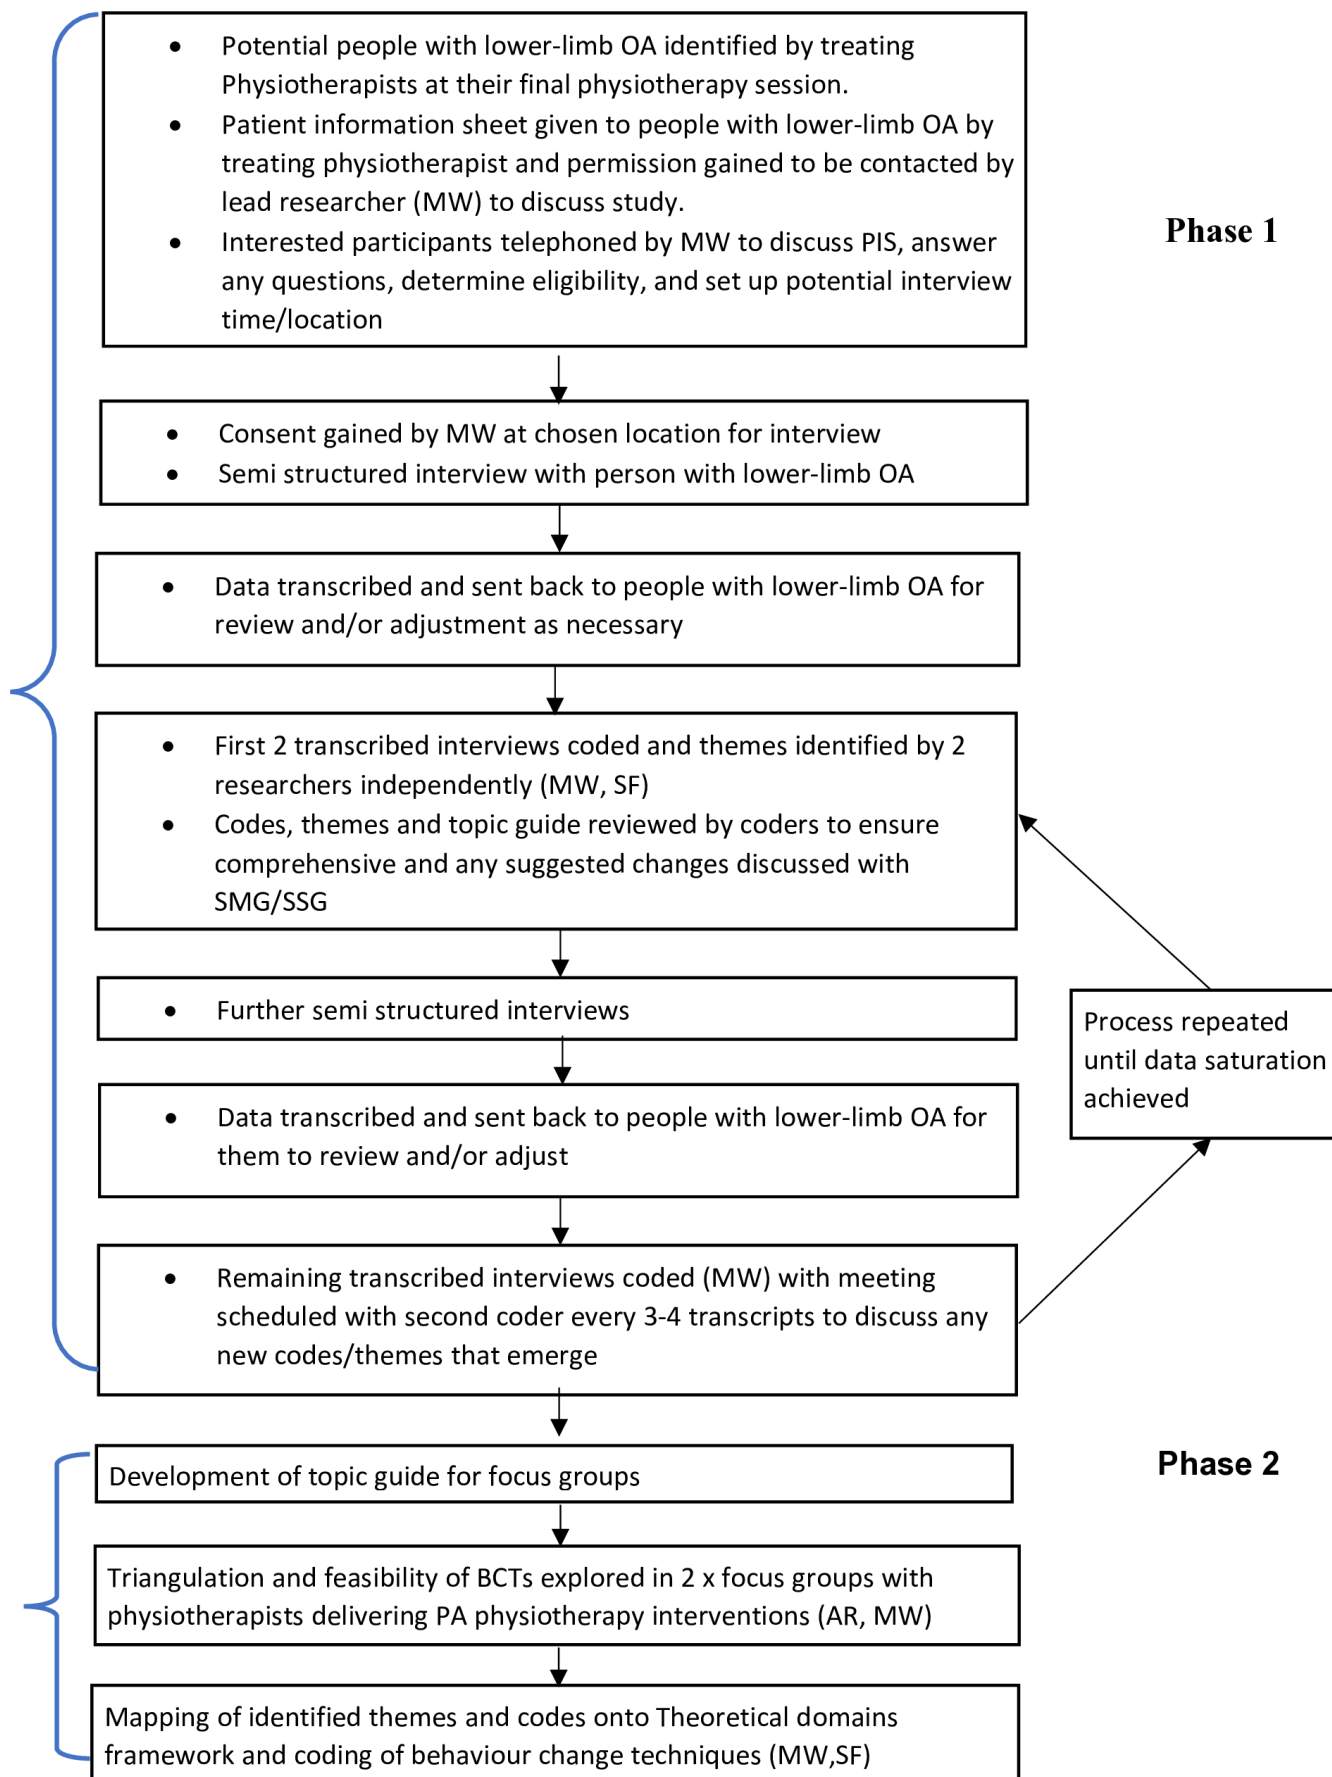 • Potential people with lower-limb OA identified by treating
Physiotherapists at their final physiotherapy session.
• Patient information sheet given to people with lower-limb OA by
treating physiotherapist and permission gained to be contacted by
lead researcher (MW) to discuss study.
• Interested participants telephoned by MW to discuss PIS, answer
any questions, determine eligibility, and set up potential interview
time/location
Phase 1
• Consent gained by MW at chosen location for interview
• Semi structured interview with person with lower-limb OA
• Data transcribed and sent back to people with lower-limb OA for
review and/or adjustment as necessary
• First 2 transcribed interviews coded and themes identified by 2
researchers independently (MW, SF)
• Codes, themes and topic guide reviewed by coders to ensure
comprehensive and any suggested changes discussed with
SMG/SSG
• Further semi structured interviews
Process repeated
until data saturation
achieved
• Data transcribed and sent back to people with lower-limb OA for
them to review and/or adjust
• Remaining transcribed interviews coded (MW) with meeting
scheduled with second coder every 3-4 transcripts to discuss any
new codes/themes that emerge
Phase 2
Development of topic guide for focus groups
Triangulation and feasibility of BCTs explored in 2 x focus groups with
physiotherapists delivering PA physiotherapy interventions (AR, MW)
Mapping of identified themes and codes onto Theoretical domains
framework and coding of behaviour change techniques (MW,SF)